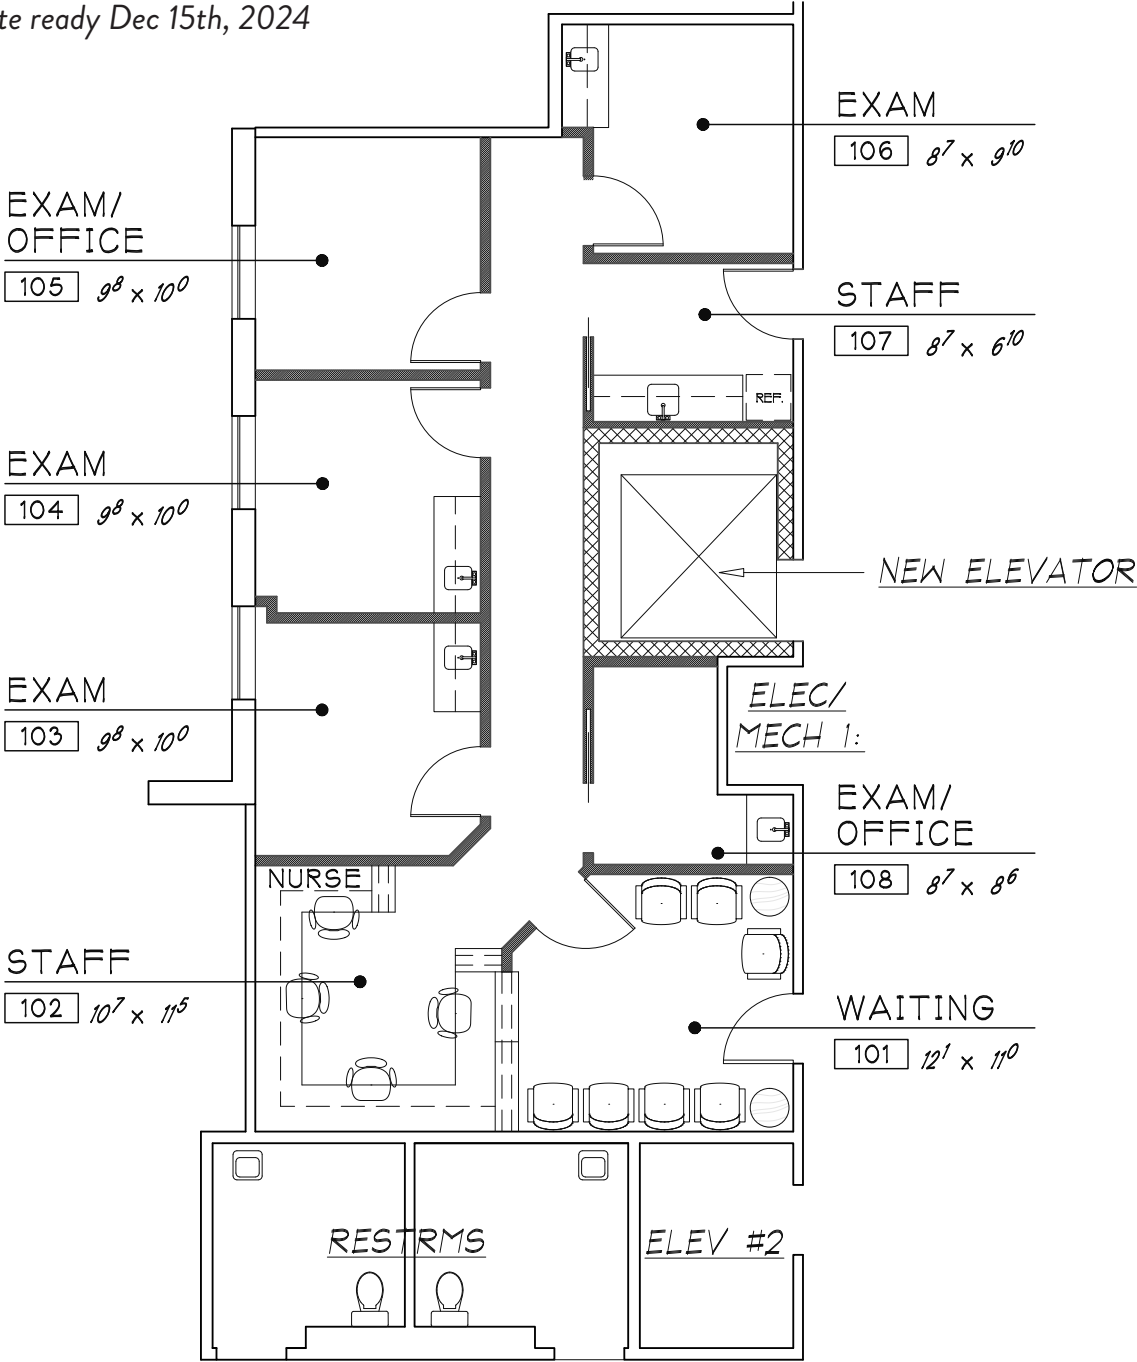 te ready Dec 15th, 2024
EXAM
106 8⁷ x 9¹⁰
EXAM/
OFFICE
105 9⁸ x 10⁰
STAFF
107 8⁷ x 6¹⁰
REF.
EXAM
104 9⁸ x 10⁰
NEW ELEVATOR
EXAM
103 9⁸ x 10⁰
ELEC/
MECH 1:
EXAM/
OFFICE
108 8⁷ x 8⁶
NURSE
STAFF
102 10⁷ x 11⁵
WAITING
101 12¹ x 11⁰
RESTRMS
ELEV #2